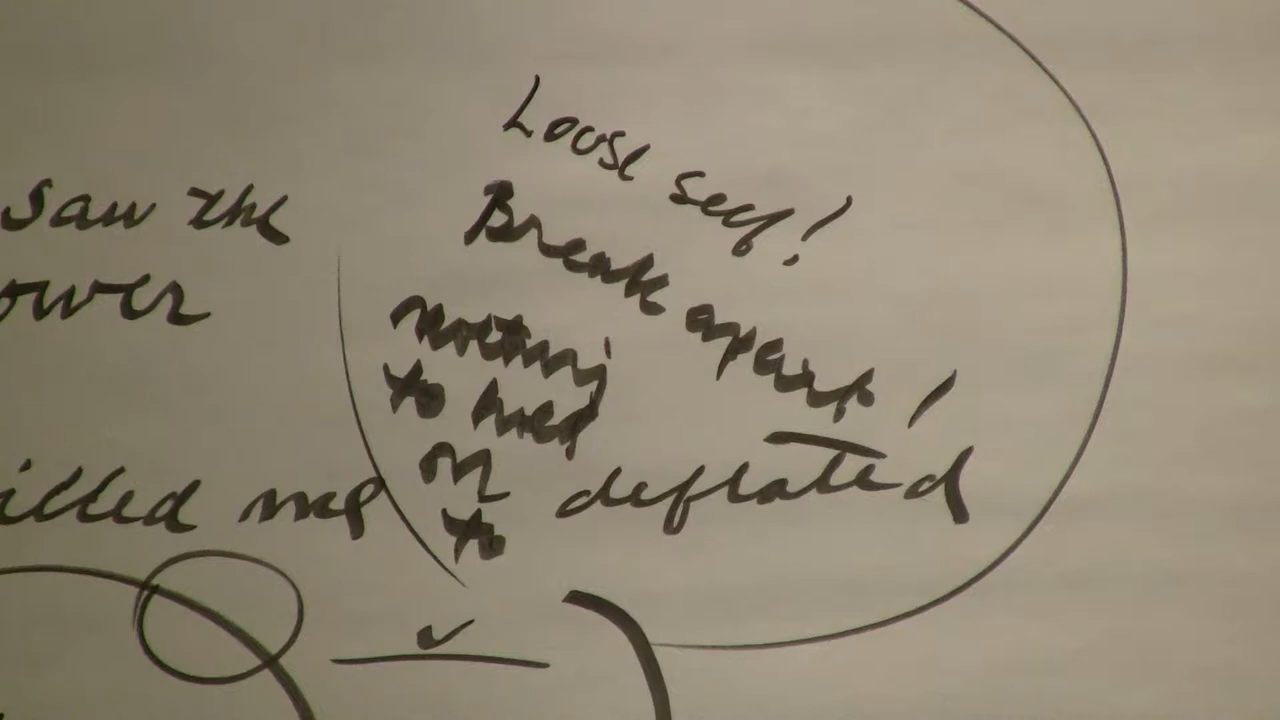 Loose self!
Break apart!
saw the
ower
Nothing
to hold
on
to
deflated
illed me